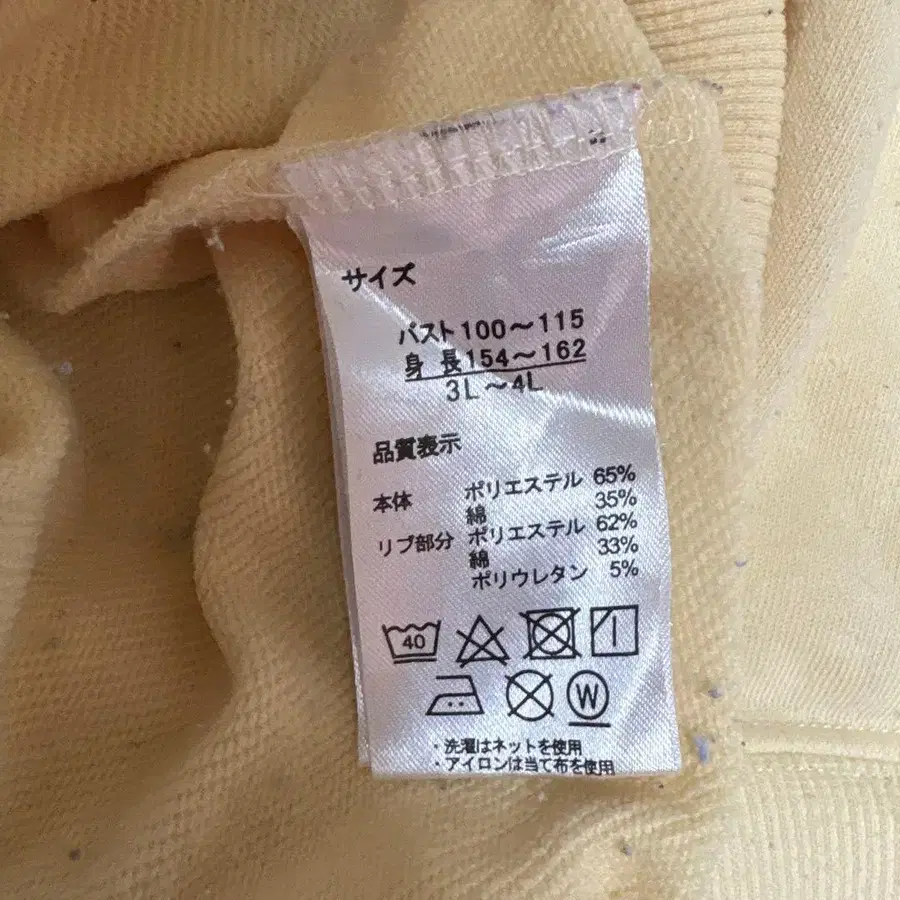 サイズ
バスト100～115
身 長154～162
3L～4L
品質表示
本体 ポリエステル 65%
綿 35%
リブ部分 ポリエステル 62%
綿 33%
ポリウレタン 5%
40
W
・洗濯はネットを使用
・アイロンは当て布を使用